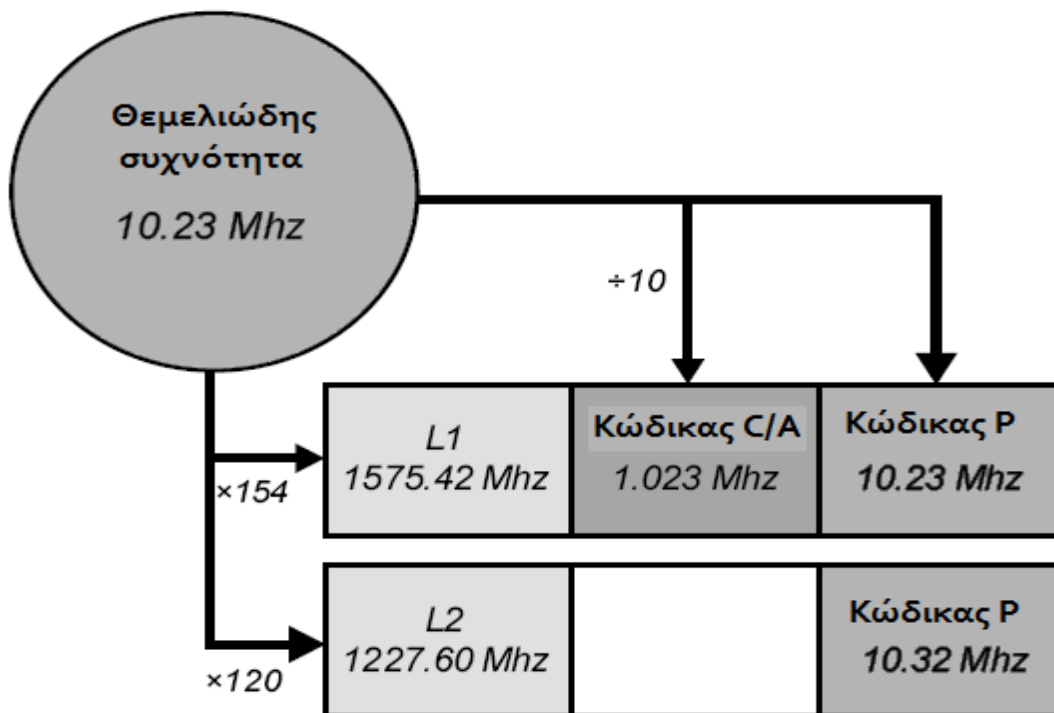 Θεμελιώδης
συχνότητα
10.23 Mhz
÷10
×154
L1
1575.42 Mhz
Κώδικας C/A
1.023 Mhz
Κώδικας P
10.23 Mhz
×120
L2
1227.60 Mhz
Κώδικας P
10.32 Mhz